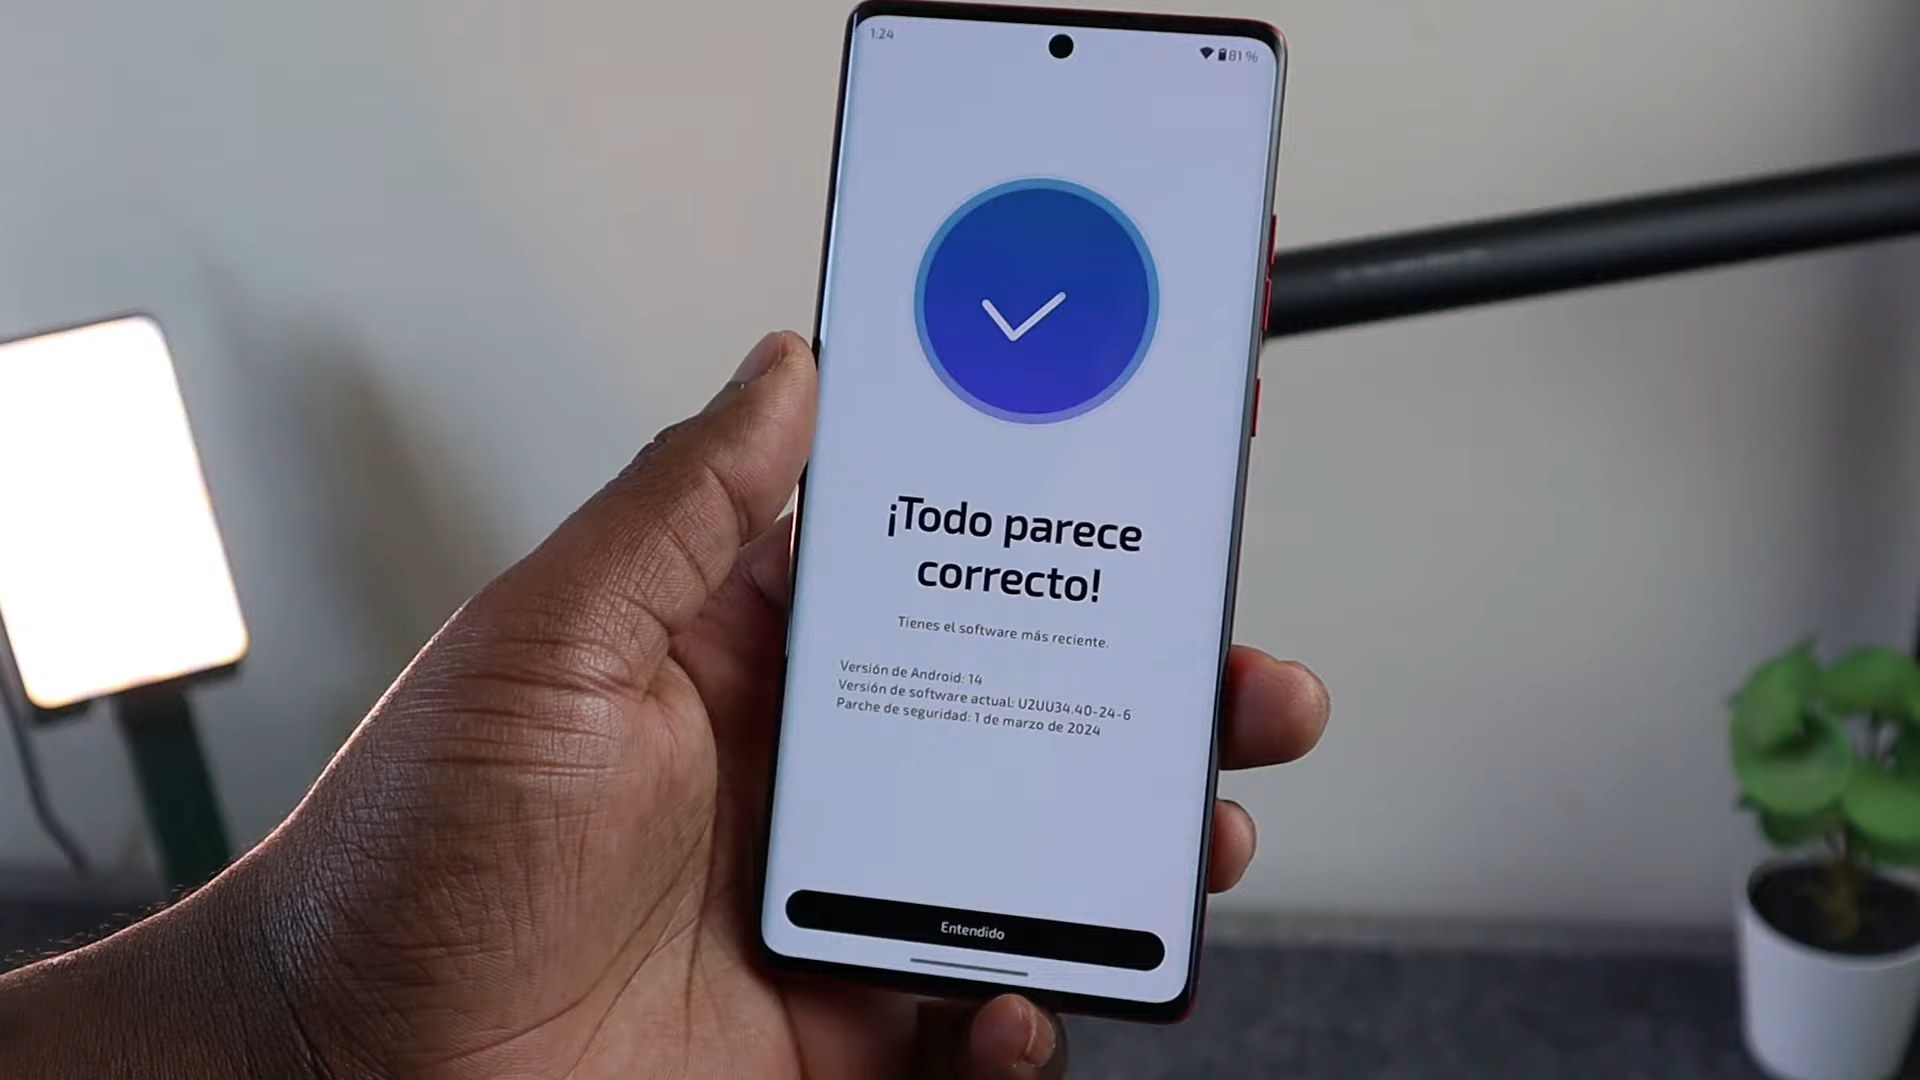 1:24
81 %
¡Todo parece
correcto!
Tienes el software más reciente.
Versión de Android: 14
Versión de software actual: U2UU34.40-24-6
Parche de seguridad: 1 de marzo de 2024
Entendido